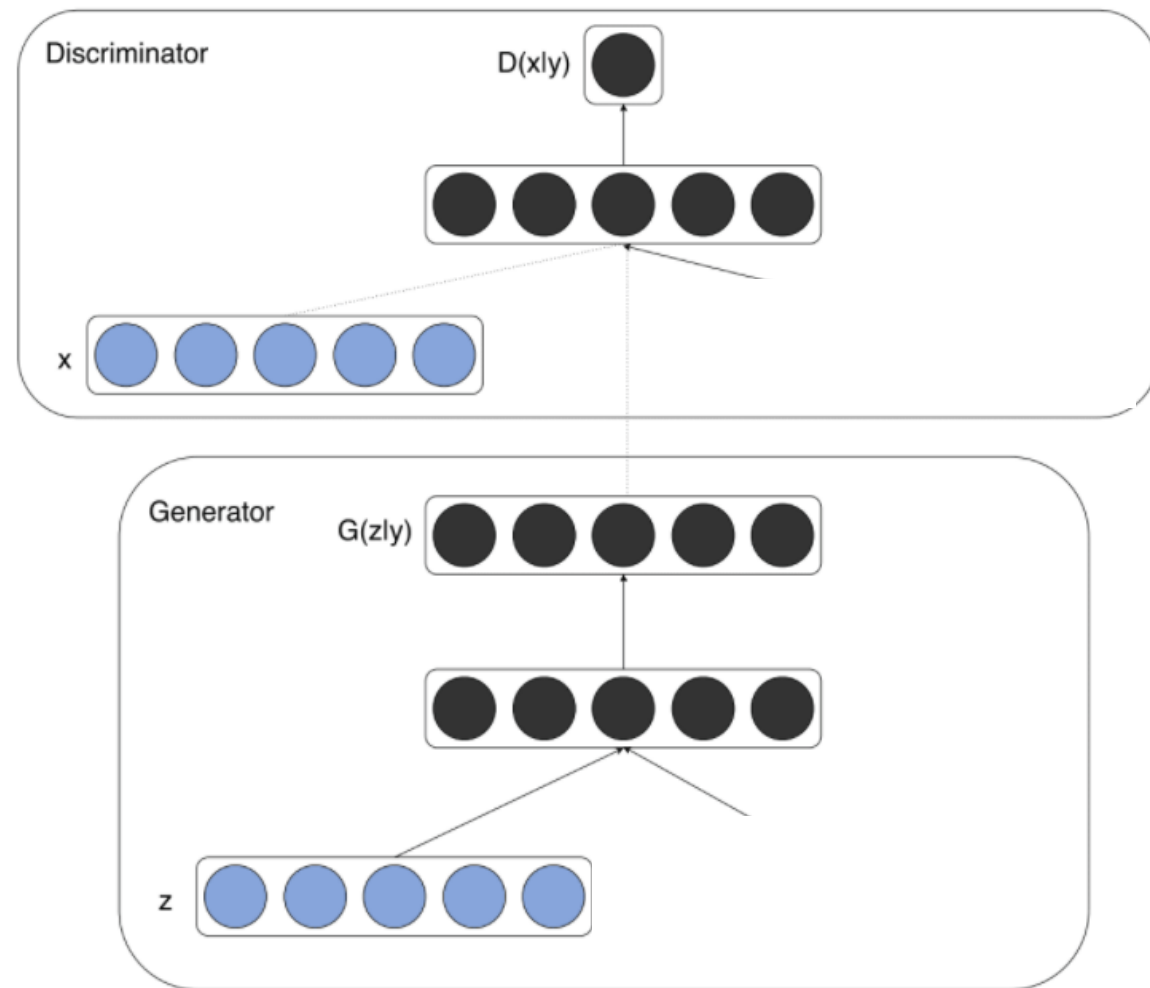 Discriminator
D(x|y)
x
Generator
G(z|y)
z